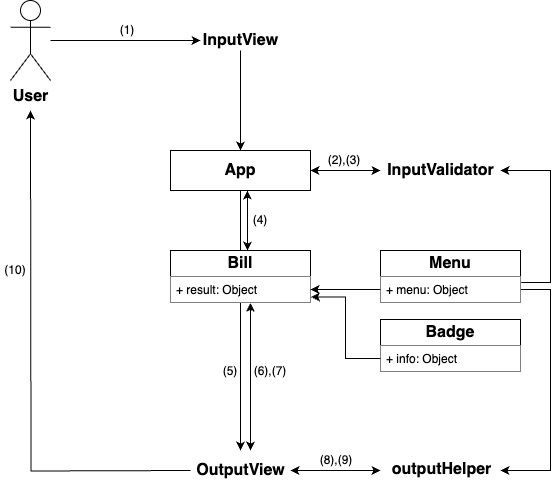 (1)
InputView
User
App
(2),(3)
InputValidator
(4)
Bill
+ result: Object
Menu
+ menu: Object
(10)
Badge
+ info: Object
(5)
(6),(7)
OutputView
(8),(9)
outputHelper